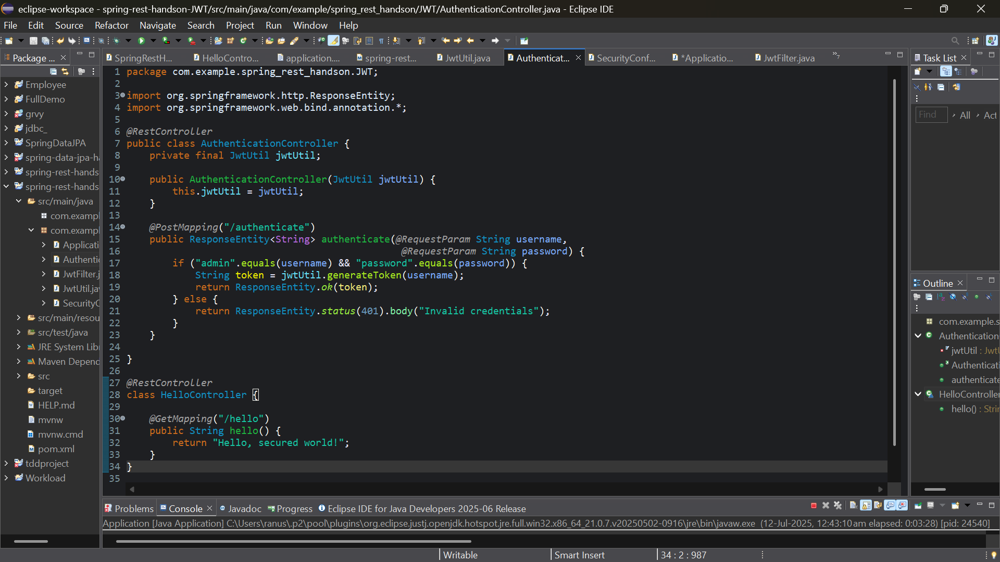 eclipse-workspace - spring-rest-handson-JWT/src/main/java/com/example/spring_rest_handson/JWT/AuthenticationController.java - Eclipse IDE
File Edit Source Refactor Navigate Search Project Run Window Help
Package ...
SpringRestH... HelloContro... application.... spring-rest... JwtUtil.java Authenticat... SecurityConf... *Applicatio... JwtFilter.java »7
Task List
Find All Act
Employee
FullDemo
grvy
jdbc_
SpringDataJPA
spring-data-jpa-ha
spring-rest-hands
spring-rest-hands
src/main/java
com.exampl
com.exampl
Applicati
Authentic
JwtFilter.j
JwtUtil.jav
SecurityC
src/main/resou
src/test/java
JRE System Libr
Maven Depend
src
target
HELP.md
mvnw
mvnw.cmd
pom.xml
tddproject
Workload
1 package com.example.spring_rest_handson.JWT;
2
3 import org.springframework.http.ResponseEntity;
4 import org.springframework.web.bind.annotation.*;
5
6 @RestController
7 public class AuthenticationController {
8     private final JwtUtil jwtUtil;
9
10     public AuthenticationController(JwtUtil jwtUtil) {
11         this.jwtUtil = jwtUtil;
12     }
13
14     @PostMapping("/authenticate")
15     public ResponseEntity<String> authenticate(@RequestParam String username,
16                                                @RequestParam String password) {
17         if ("admin".equals(username) && "password".equals(password)) {
18             String token = jwtUtil.generateToken(username);
19             return ResponseEntity.ok(token);
20         } else {
21             return ResponseEntity.status(401).body("Invalid credentials");
22         }
23     }
24
25 }
26
27 @RestController
28 class HelloController {
29
30     @GetMapping("/hello")
31     public String hello() {
32         return "Hello, secured world!";
33     }
34 }
35
Outline
com.example.s
Authentication
jwtUtil : JwtU
Authenticati
authenticate
HelloController
hello() : Strin
Problems Console Javadoc Progress Eclipse IDE for Java Developers 2025-06 Release
Application [Java Application] C:\Users\ranus\.p2\pool\plugins\org.eclipse.justj.openjdk.hotspot.jre.full.win32.x86_64_21.0.7.v20250502-0916\jre\bin\javaw.exe (12-Jul-2025, 12:43:10 am elapsed: 0:03:28) [pid: 24540]
Writable Smart Insert 34 : 2 : 987